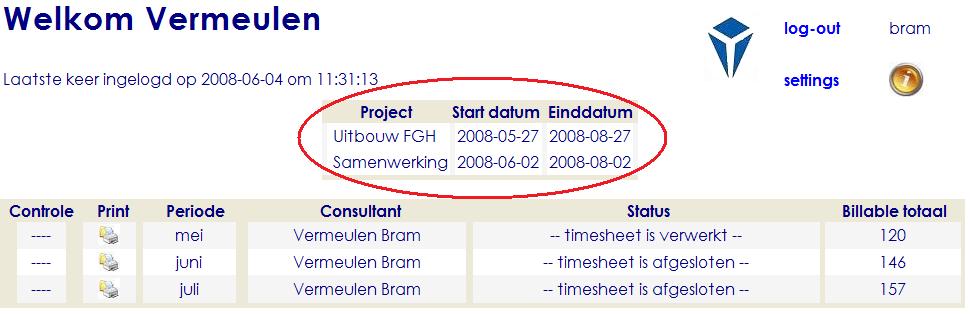 Welkom Vermeulen
log-out bram
Laatste keer ingelogd op 2008-06-04 om 11:31:13
settings
Project Start datum Einddatum
Uitbouw FGH 2008-05-27 2008-08-27
Samenwerking 2008-06-02 2008-08-02
Controle Print Periode Consultant Status Billable totaal
---- mei Vermeulen Bram -- timesheet is verwerkt -- 120
---- juni Vermeulen Bram -- timesheet is afgesloten -- 146
---- juli Vermeulen Bram -- timesheet is afgesloten -- 157